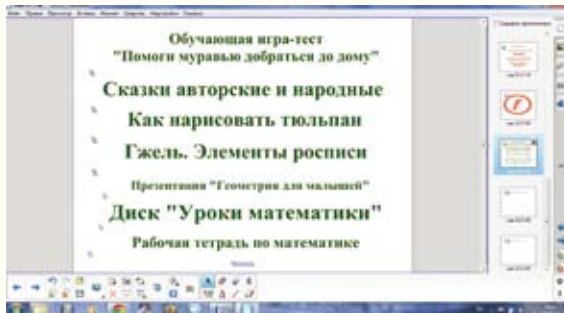 Обучающая игра-тест
"Помоги муравью добраться до дому"
Сказки авторские и народные
Как нарисовать тюльпан
Гжель. Элементы росписи
Презентация "Геометрия для малышей"
Диск "Уроки математики"
Рабочая тетрадь по математике